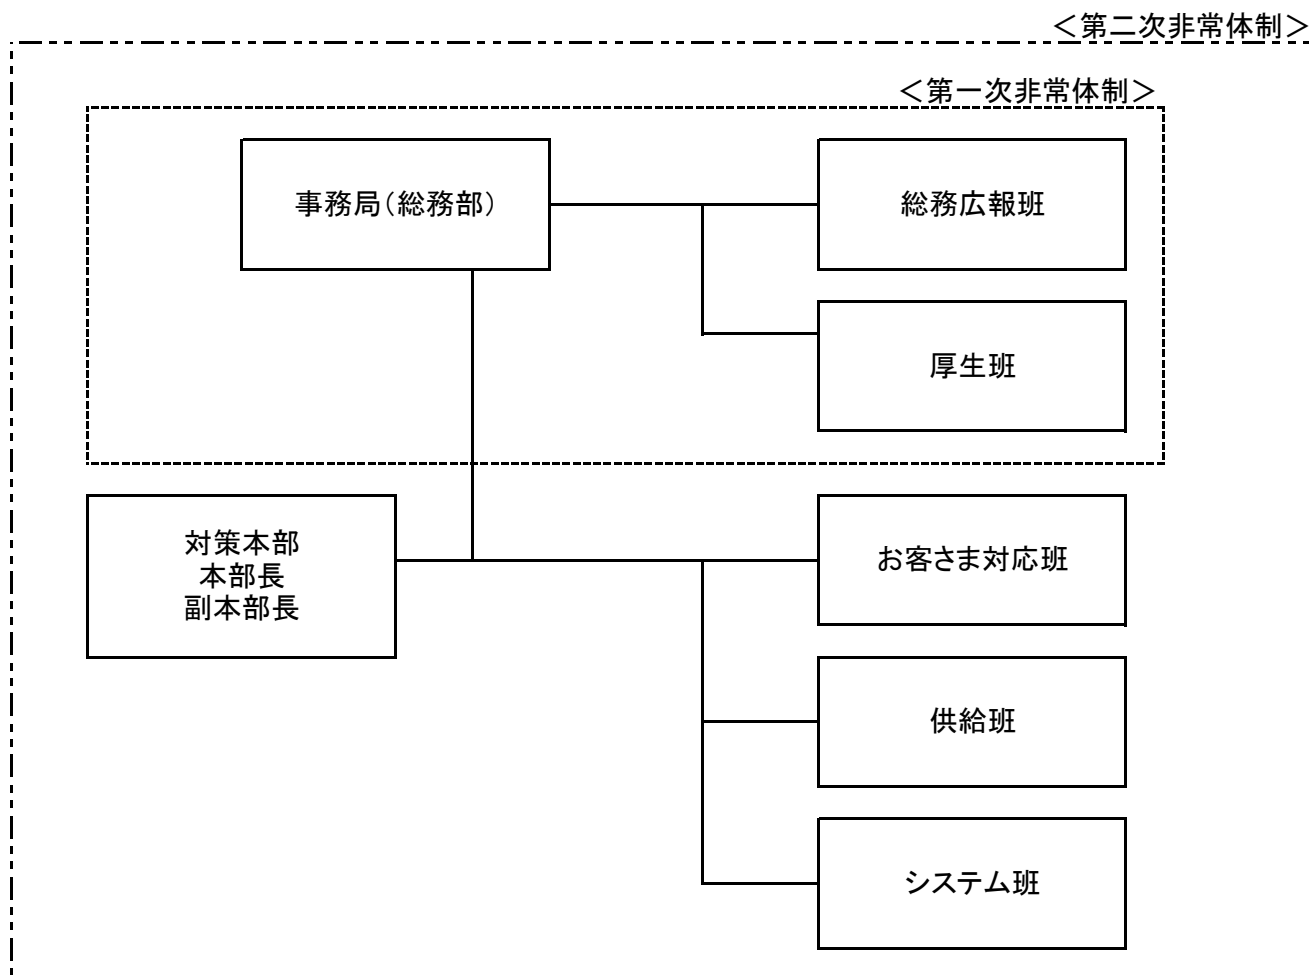 ＜第二次非常体制＞
＜第一次非常体制＞
事務局（総務部）
総務広報班
厚生班
対策本部
本部長
副本部長
お客さま対応班
供給班
システム班